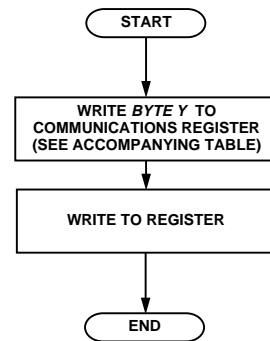 START
WRITE BYTE Y TO
COMMUNICATIONS REGISTER
(SEE ACCOMPANYING TABLE)
WRITE TO REGISTER
END